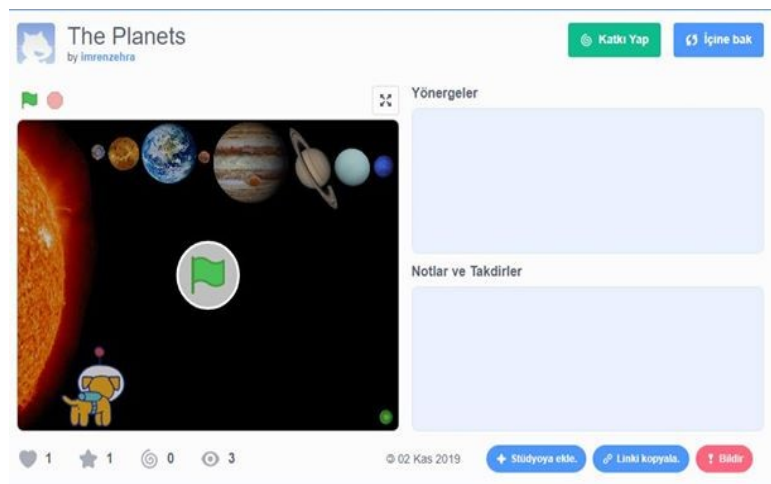 The Planets
by imrenzehra
Katkı Yap
İçine bak
Yönergeler
Notlar ve Takdirler
1 1 0 3
© 02 Kas 2019
Stüdyoya ekle.
Linki kopyala.
Bildir